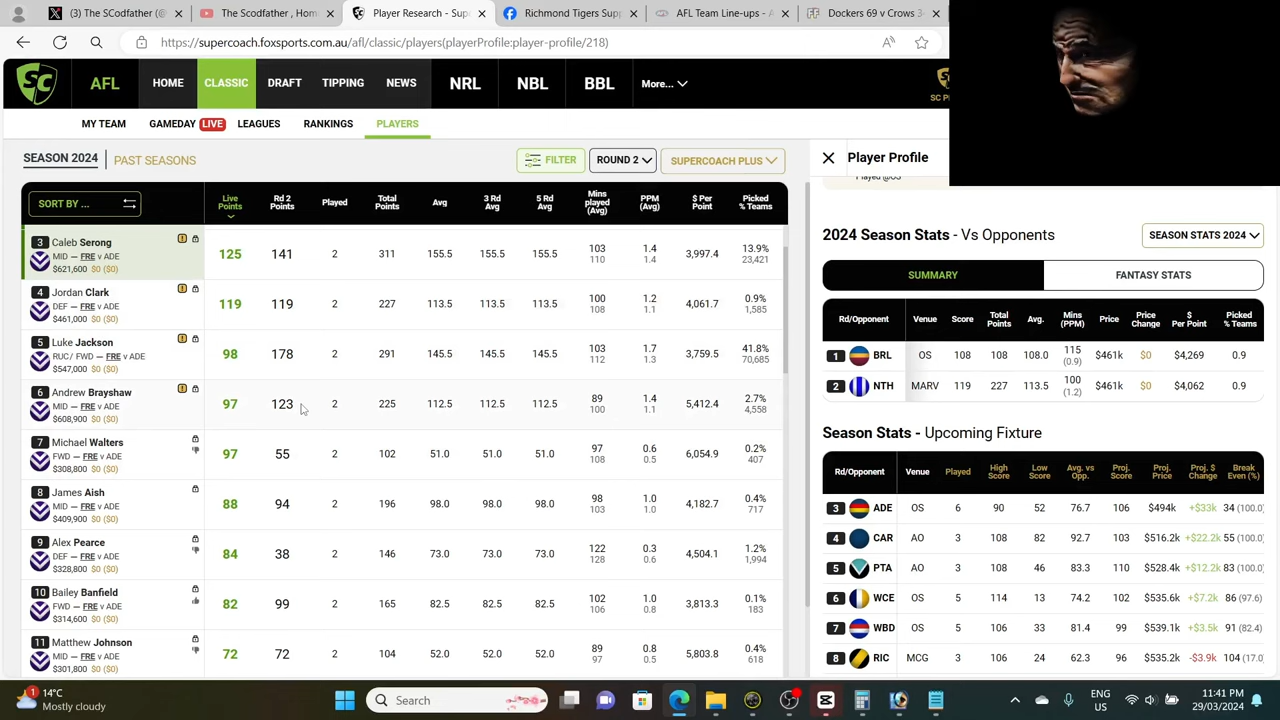 (3) The SCodfather (@
The Scodfather, Hom
Player Research - Supe
Richmond Tigers Sup
AFL Team Line-ups - A
Dockers 69 v Crows 34
https://supercoach.foxsports.com.au/afl/classic/players(playerProfile:player-profile/218)
SC AFL HOME CLASSIC DRAFT TIPPING NEWS NRL NBL BBL More...
MY TEAM GAMEDAY LIVE LEAGUES RANKINGS PLAYERS
SEASON 2024 PAST SEASONS FILTER ROUND 2 SUPERCOACH PLUS
SORT BY ... Live Points Rd 2 Points Played Total Points Avg 3 Rd Avg 5 Rd Avg Mins played (Avg) PPM (Avg) $ Per Point Picked % Teams
3 Caleb Serong
MID — FRE v ADE 125 141 2 311 155.5 155.5 155.5 103 110 1.4 1.4 3,997.4 13.9% 23,421
$621,600 $0 ($0)
4 Jordan Clark
DEF — FRE v ADE 119 119 2 227 113.5 113.5 113.5 100 108 1.2 1.1 4,061.7 0.9% 1,585
$461,000 $0 ($0)
5 Luke Jackson
RUC/ FWD — FRE v ADE 98 178 2 291 145.5 145.5 145.5 103 112 1.7 1.3 3,759.5 41.8% 70,685
$547,000 $0 ($0)
6 Andrew Brayshaw
MID — FRE v ADE 97 123 2 225 112.5 112.5 112.5 89 100 1.4 1.1 5,412.4 2.7% 4,558
$608,900 $0 ($0)
7 Michael Walters
FWD — FRE v ADE 97 55 2 102 51.0 51.0 51.0 97 108 0.6 0.5 6,054.9 0.2% 407
$308,800 $0 ($0)
8 James Aish
MID — FRE v ADE 88 94 2 196 98.0 98.0 98.0 98 103 1.0 1.0 4,182.7 0.4% 717
$409,900 $0 ($0)
9 Alex Pearce
DEF — FRE v ADE 84 38 2 146 73.0 73.0 73.0 122 128 0.3 0.6 4,504.1 1.2% 1,994
$328,800 $0 ($0)
10 Bailey Banfield
FWD — FRE v ADE 82 99 2 165 82.5 82.5 82.5 102 106 1.0 0.8 3,813.3 0.1% 183
$314,600 $0 ($0)
11 Matthew Johnson
MID — FRE v ADE 72 72 2 104 52.0 52.0 52.0 89 97 0.8 0.5 5,803.8 0.4% 618
$301,800 $0 ($0)
Player Profile
Played @OS
2024 Season Stats - Vs Opponents SEASON STATS 2024
SUMMARY FANTASY STATS
Rd/Opponent Venue Score Total Points Avg. Mins (PPM) Price Price Change $ Per Point Picked % Teams
1 BRL OS 108 108 108.0 115 (0.9) $461k $0 $4,269 0.9
2 NTH MARV 119 227 113.5 100 (1.2) $461k $0 $4,062 0.9
Season Stats - Upcoming Fixture
Rd/Opponent Venue Played High Score Low Score Avg. vs Opp. Proj. Score Proj. Price Proj. $ Change Break Even (%)
3 ADE OS 6 90 52 76.7 106 $494k +$33k 34 (100.0)
4 CAR AO 3 108 82 92.7 103 $516.2k +$22.2k 55 (100.0)
5 PTA AO 3 108 46 83.3 110 $528.4k +$12.2k 83 (100.0)
6 WCE OS 5 114 13 74.2 102 $535.6k +$7.2k 86 (97.6)
7 WBD OS 5 106 33 81.4 99 $539.1k +$3.5k 91 (82.4)
8 RIC MCG 3 106 24 62.3 96 $535.2k -$3.9k 104 (17.0)
1 14°C
Mostly cloudy
Search
ENG
US
11:41 PM
29/03/2024